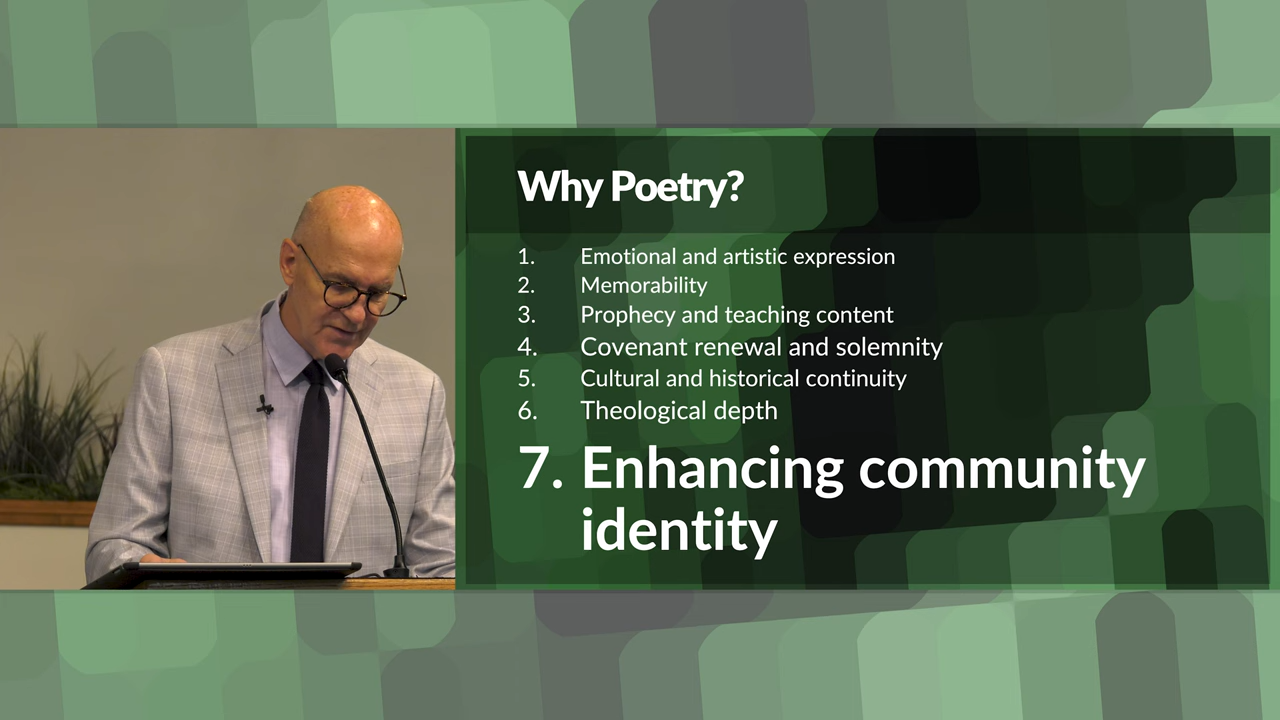 Why Poetry?
1. Emotional and artistic expression
2. Memorability
3. Prophecy and teaching content
4. Covenant renewal and solemnity
5. Cultural and historical continuity
6. Theological depth
7. Enhancing community
identity